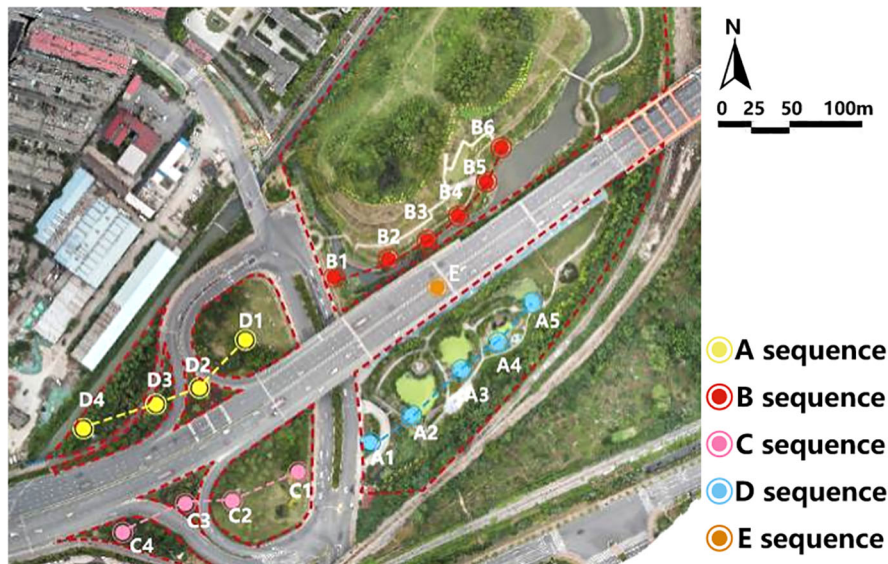 N
0 25 50 100m
B6
B5
B4
B3
B2
B1
E
D1
D2
D3
D4
A5
A4
A3
A2
A1
C1
C2
C3
C4
A sequence
B sequence
C sequence
D sequence
E sequence